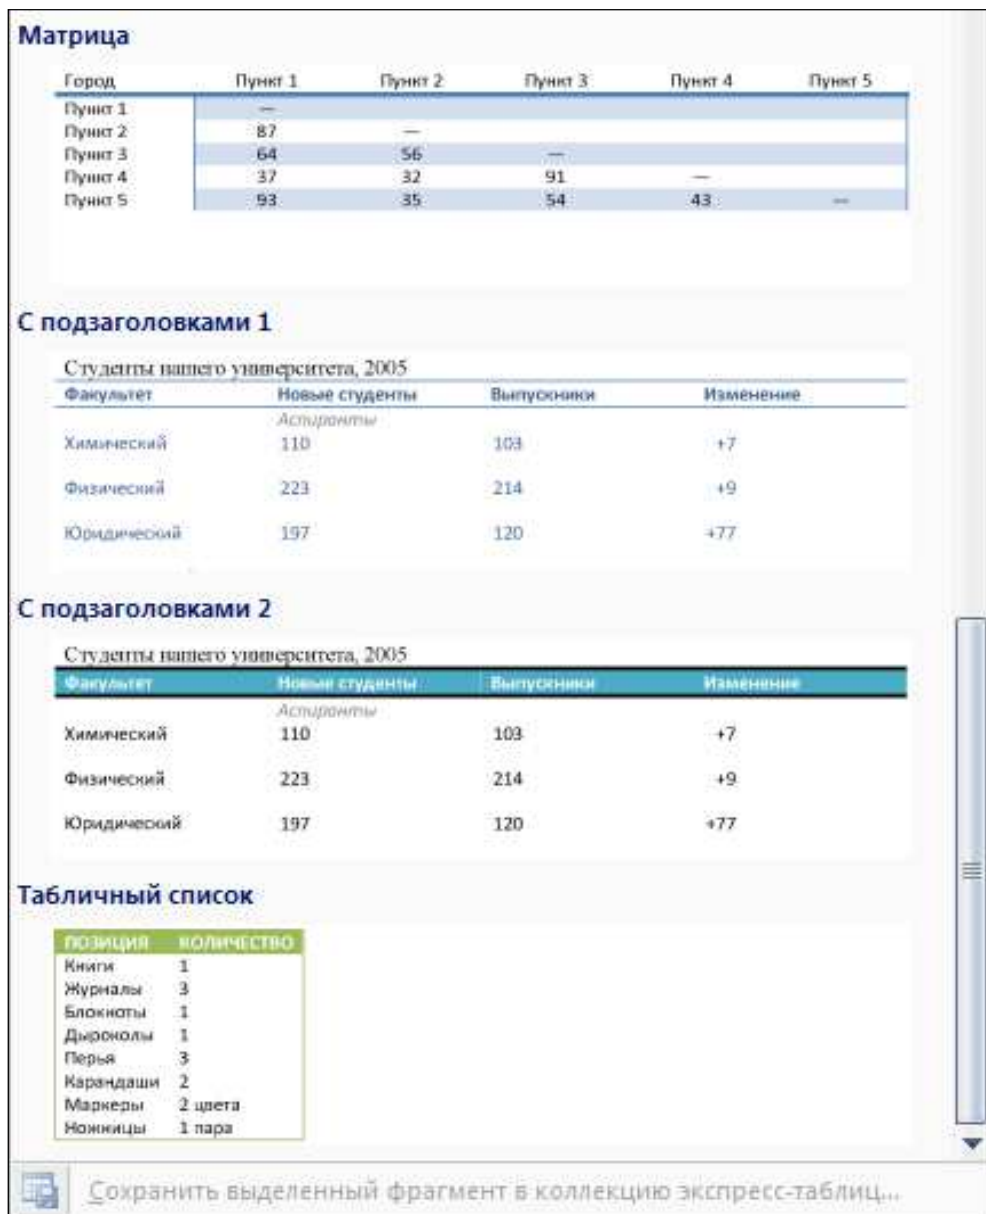 Матрица
Город Пункт 1 Пункт 2 Пункт 3 Пункт 4 Пункт 5
Пункт 1 —
Пункт 2 87 —
Пункт 3 64 56 —
Пункт 4 37 32 91 —
Пункт 5 93 35 54 43 —
С подзаголовками 1
Студенты нашего университета, 2005
Факультет Новые студенты Выпускники Изменение
Аспиранты
Химический 110 103 +7
Физический 223 214 +9
Юридический 197 120 +77
С подзаголовками 2
Студенты нашего университета, 2005
Факультет Новые студенты Выпускники Изменение
Аспиранты
Химический 110 103 +7
Физический 223 214 +9
Юридический 197 120 +77
Табличный список
ПОЗИЦИЯ КОЛИЧЕСТВО
Книги 1
Журналы 3
Блокноты 1
Дыроколы 1
Перья 3
Карандаши 2
Маркеры 2 цвета
Ножницы 1 пара
Сохранить выделенный фрагмент в коллекцию экспресс-таблиц...